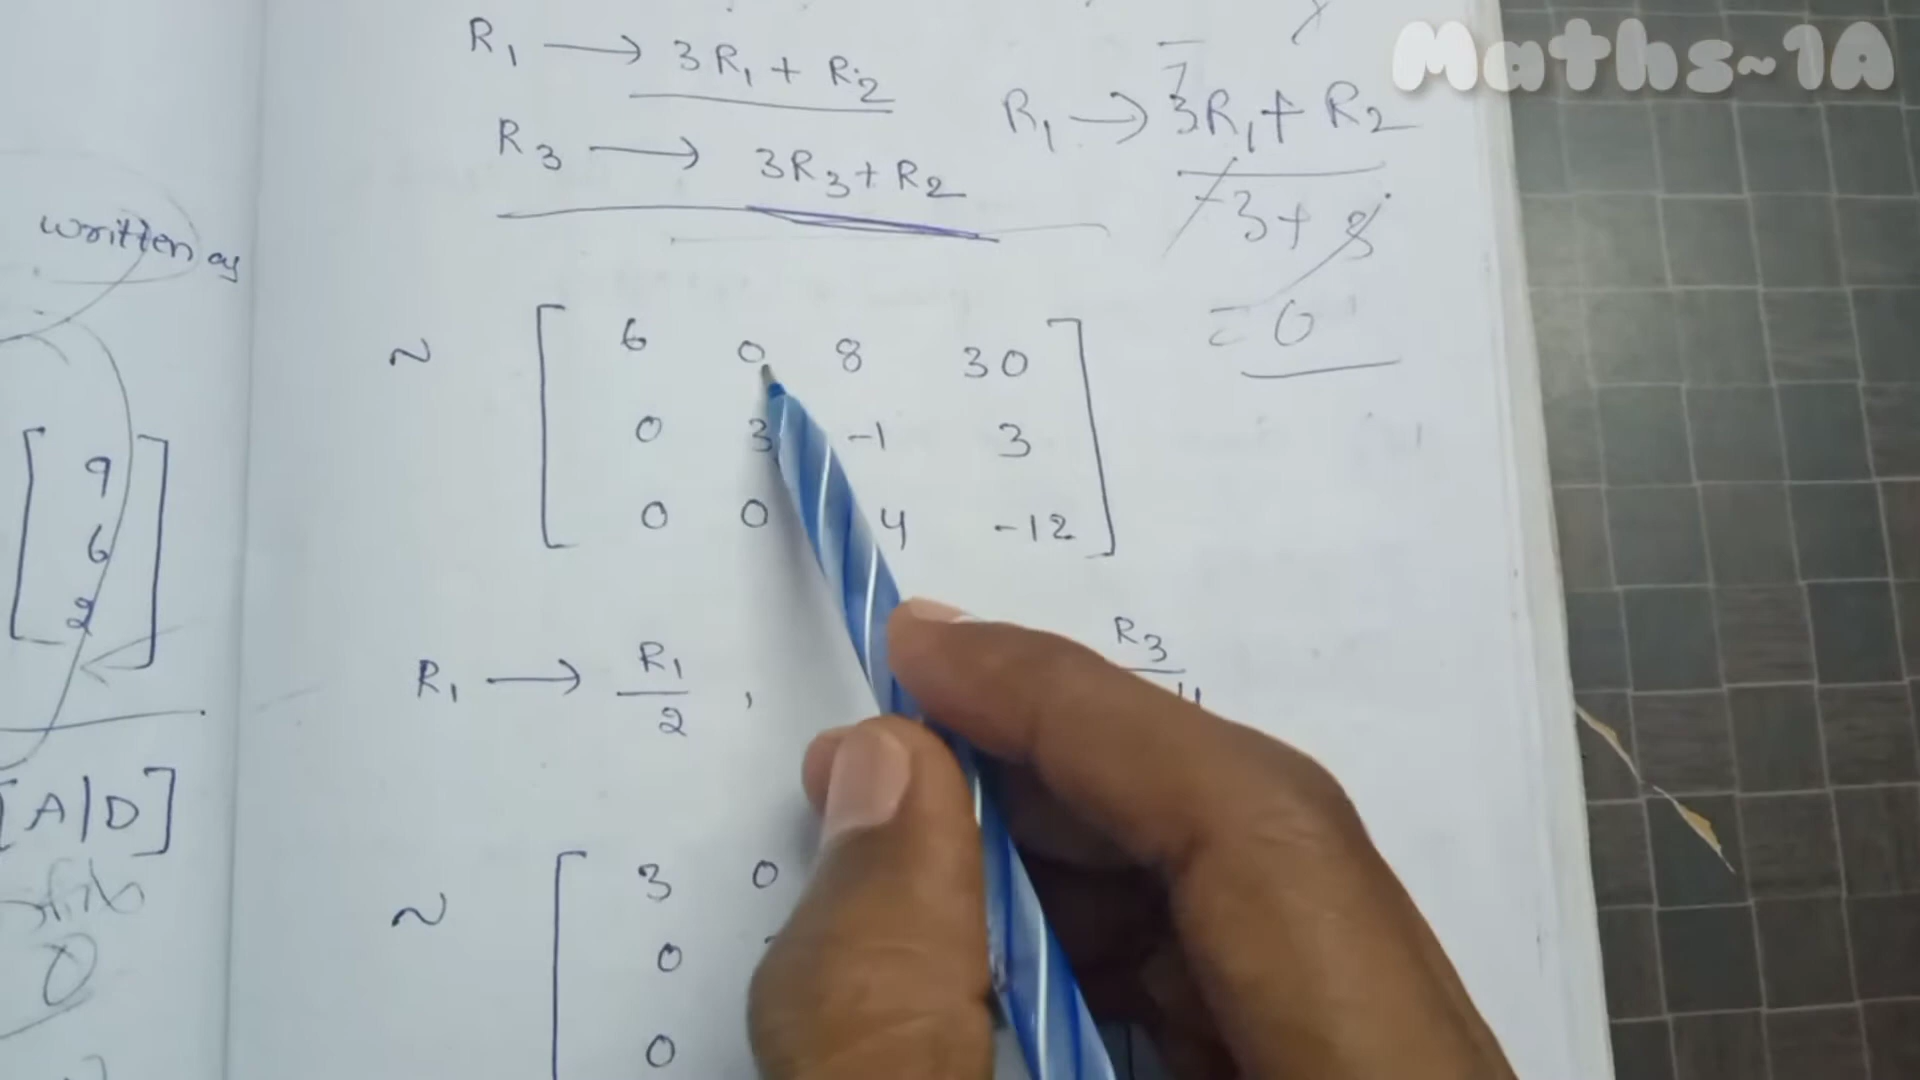 Maths~1A
R1 → 3R1 + R2
R3 → 3R3 + R2
R1 → 3R1 + R2
-3 + 3
= 0
written as
~ [ 6 0 8 30
0 3 -1 3
0 0 4 -12 ]
[ 9
6
2 ]
R1 → R1/2 , R3/4
[A|D]
~ [ 3 0
0
0